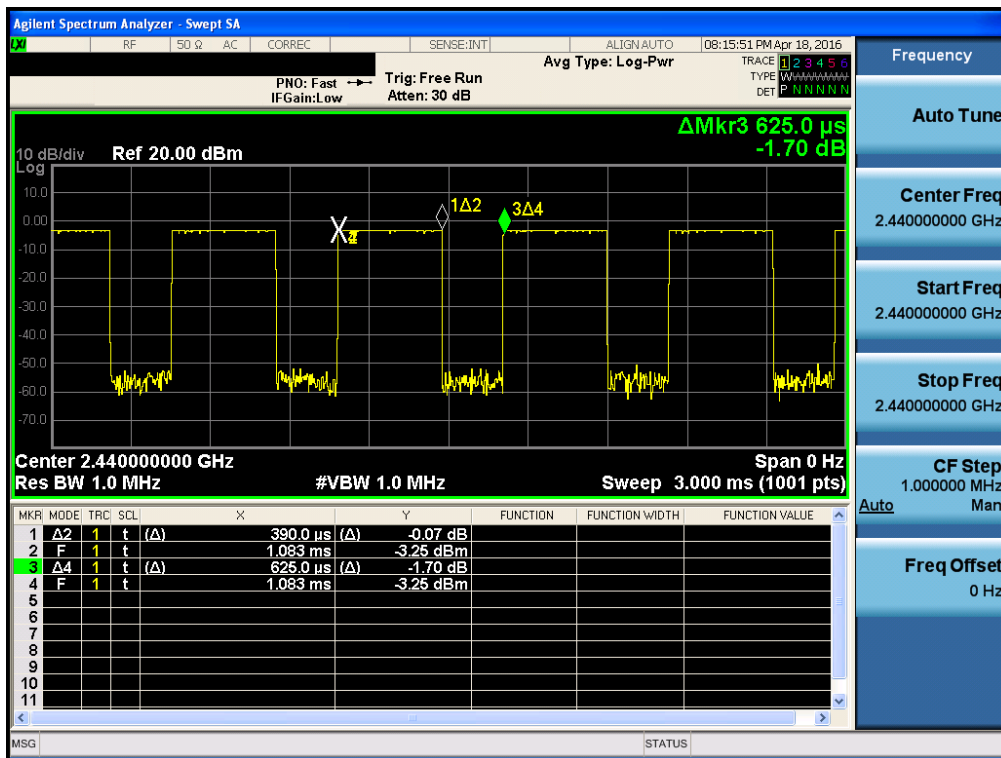 Agilent Spectrum Analyzer - Swept SA
LXI RF 50 Ω AC CORREC SENSE:INT ALIGN AUTO 08:15:51 PM Apr 18, 2016
Frequency
PNO: Fast
IFGain:Low
Trig: Free Run
Atten: 30 dB
Avg Type: Log-Pwr
TRACE 1 2 3 4 5 6
TYPE
DET P N N N N N
ΔMkr3 625.0 µs
-1.70 dB
10 dB/div
Log
Ref 20.00 dBm
10.0
0.00
-10.0
-20.0
-30.0
-40.0
-50.0
-60.0
-70.0
1Δ2
3Δ4
X
4
Center 2.440000000 GHz
Span 0 Hz
Res BW 1.0 MHz
#VBW 1.0 MHz
Sweep 3.000 ms (1001 pts)
MKR MODE TRC SCL X Y FUNCTION FUNCTION WIDTH FUNCTION VALUE
1 Δ2 1 t (Δ) 390.0 µs (Δ) -0.07 dB
2 F 1 t 1.083 ms -3.25 dBm
3 Δ4 1 t (Δ) 625.0 µs (Δ) -1.70 dB
4 F 1 t 1.083 ms -3.25 dBm
5
6
7
8
9
10
11
MSG
STATUS
Auto Tune
Center Freq
2.440000000 GHz
Start Freq
2.440000000 GHz
Stop Freq
2.440000000 GHz
CF Step
1.000000 MHz
Auto Man
Freq Offset
0 Hz